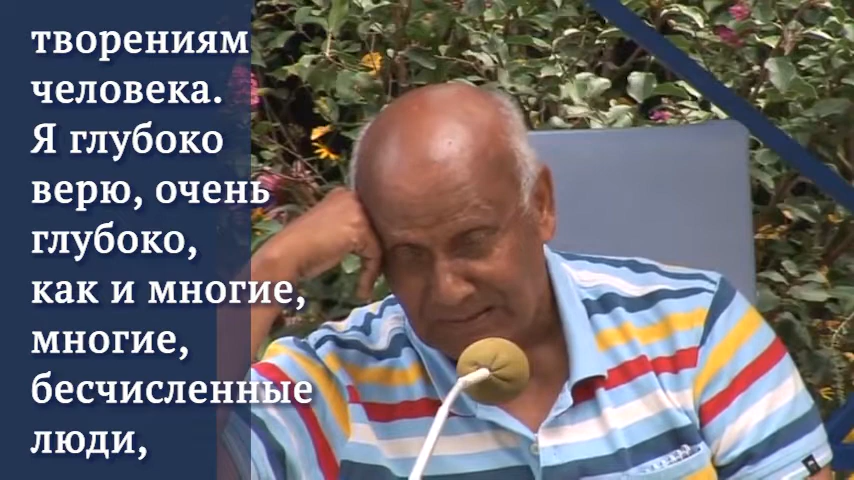 творениям
человека.
Я глубоко
верю, очень
глубоко,
как и многие,
многие,
бесчисленные
люди,